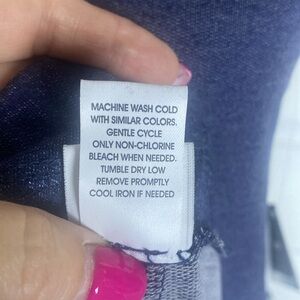 MACHINE WASH COLD
WITH SIMILAR COLORS.
GENTLE CYCLE
ONLY NON-CHLORINE
BLEACH WHEN NEEDED.
TUMBLE DRY LOW
REMOVE PROMPTLY
COOL IRON IF NEEDED